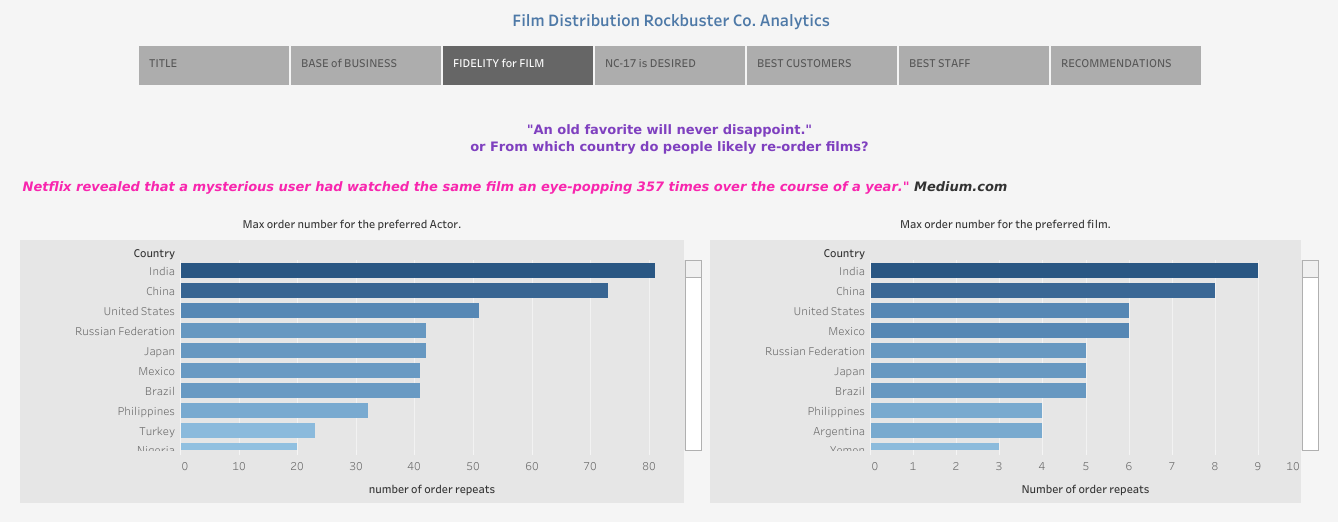 Film Distribution Rockbuster Co. Analytics
TITLE
BASE of BUSINESS
FIDELITY for FILM
NC-17 is DESIRED
BEST CUSTOMERS
BEST STAFF
RECOMMENDATIONS
"An old favorite will never disappoint."
or From which country do people likely re-order films?
Netflix revealed that a mysterious user had watched the same film an eye-popping 357 times over the course of a year." Medium.com
Max order number for the preferred Actor.
Country
India
China
United States
Russian Federation
Japan
Mexico
Brazil
Philippines
Turkey
Nigeria
0 10 20 30 40 50 60 70 80
number of order repeats
Max order number for the preferred film.
Country
India
China
United States
Mexico
Russian Federation
Japan
Brazil
Philippines
Argentina
Yemen
0 1 2 3 4 5 6 7 8 9 10
Number of order repeats